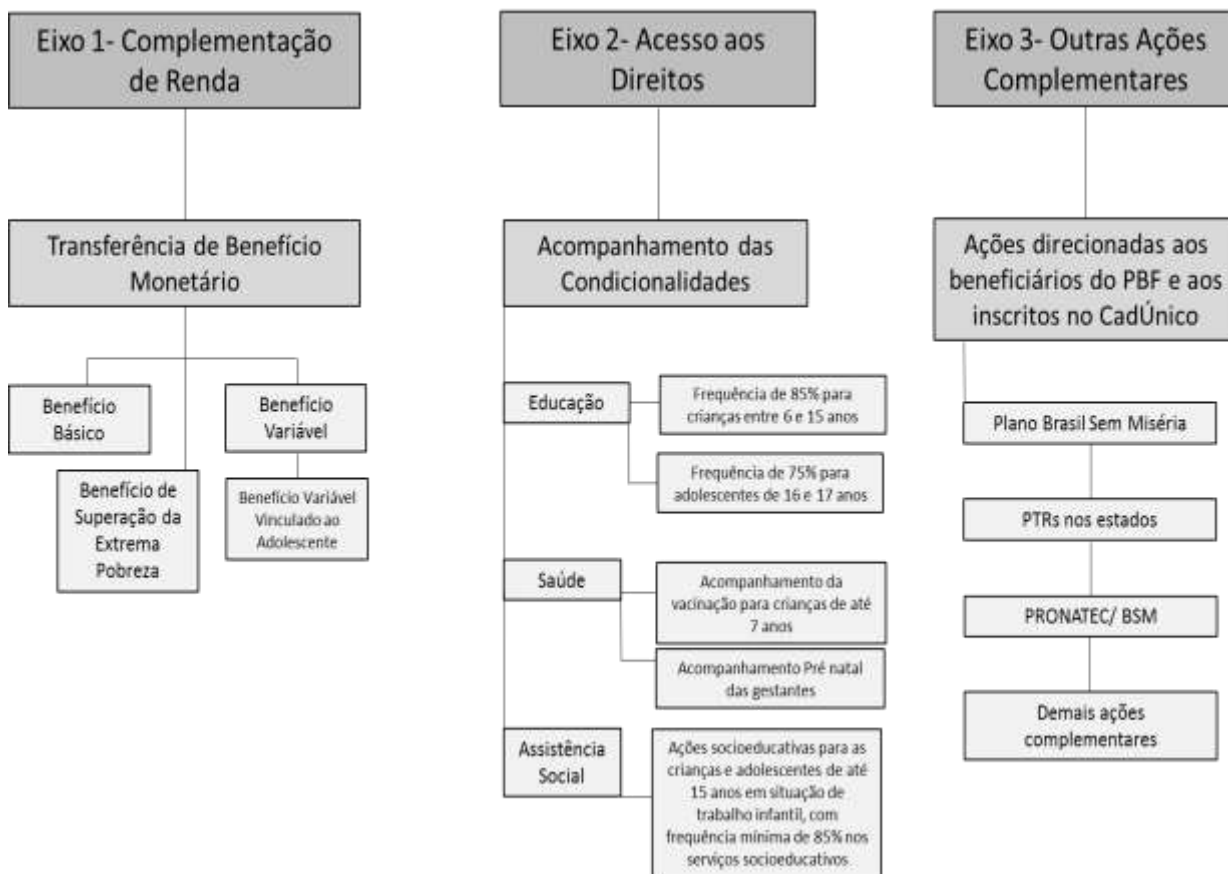 Eixo 1- Complementação
de Renda
Transferência de Benefício
Monetário
Benefício
Básico
Benefício de
Superação da
Extrema
Pobreza
Benefício
Variável
Benefício Variável
Vinculado ao
Adolescente
Eixo 2- Acesso aos
Direitos
Acompanhamento das
Condicionalidades
Educação
Frequência de 85% para
crianças entre 6 e 15 anos
Frequência de 75% para
adolescentes de 16 e 17 anos
Saúde
Acompanhamento da
vacinação para crianças de até
7 anos
Acompanhamento Pré natal
das gestantes
Assistência
Social
Ações socioeducativas para as
crianças e adolescentes de até
15 anos em situação de
trabalho infantil, com
frequência mínima de 85% nos
serviços socioeducativos
Eixo 3- Outras Ações
Complementares
Ações direcionadas aos
beneficiários do PBF e aos
inscritos no CadÚnico
Plano Brasil Sem Miséria
PTRs nos estados
PRONATEC/ BSM
Demais ações
complementares